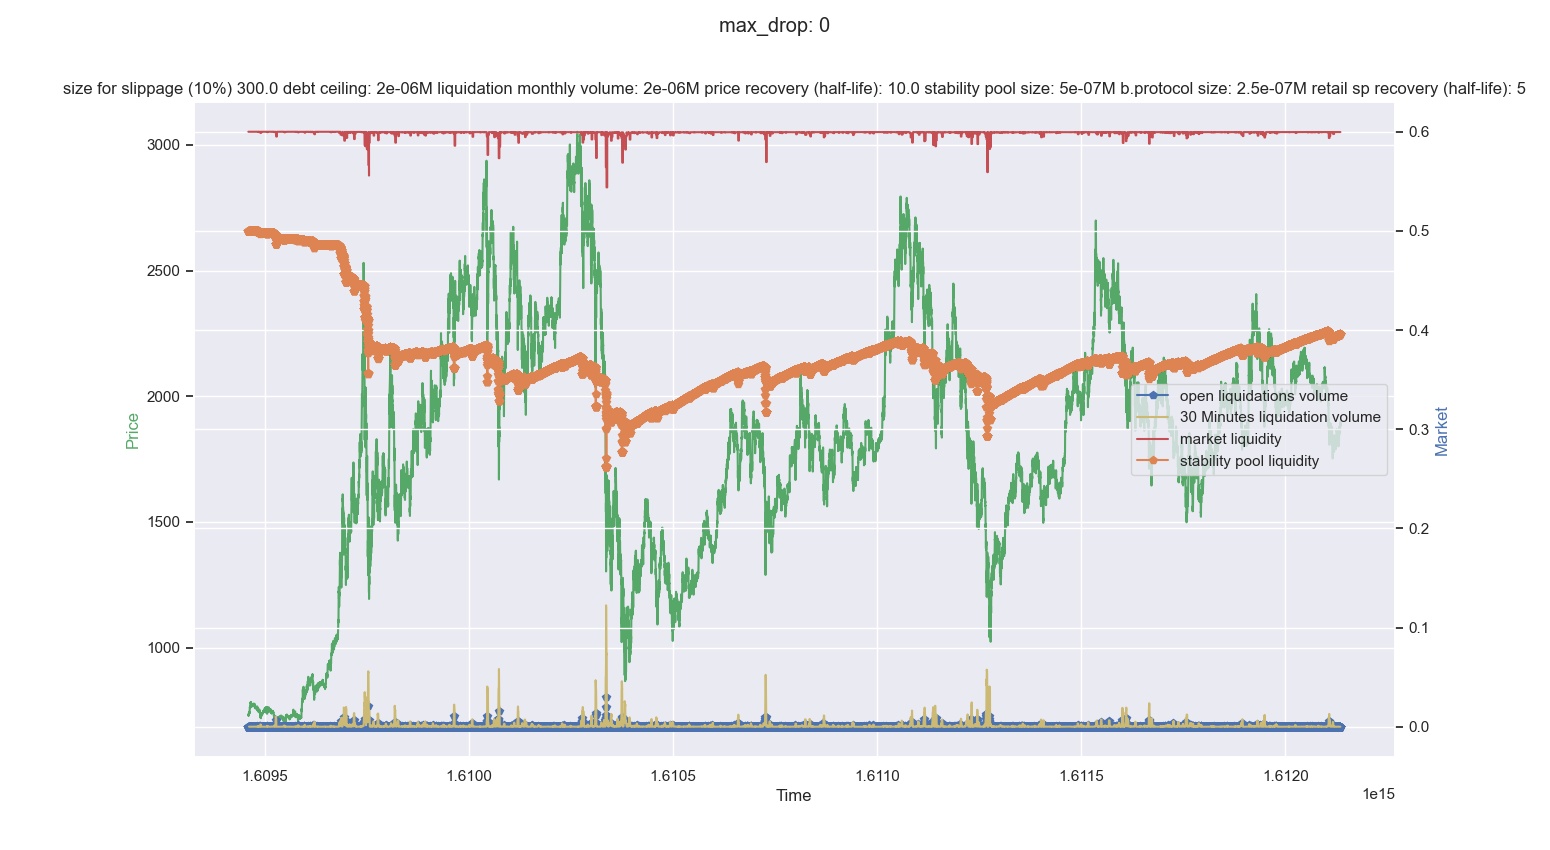 max_drop: 0
size for slippage (10%) 300.0 debt ceiling: 2e-06M liquidation monthly volume: 2e-06M price recovery (half-life): 10.0 stability pool size: 5e-07M b.protocol size: 2.5e-07M retail sp recovery (half-life): 5
3000
2500
2000
1500
1000
Price
0.6
0.5
0.4
0.3
0.2
0.1
0.0
Market
open liquidations volume
30 Minutes liquidation volume
market liquidity
stability pool liquidity
1.6095 1.6100 1.6105 1.6110 1.6115 1.6120
Time
1e15